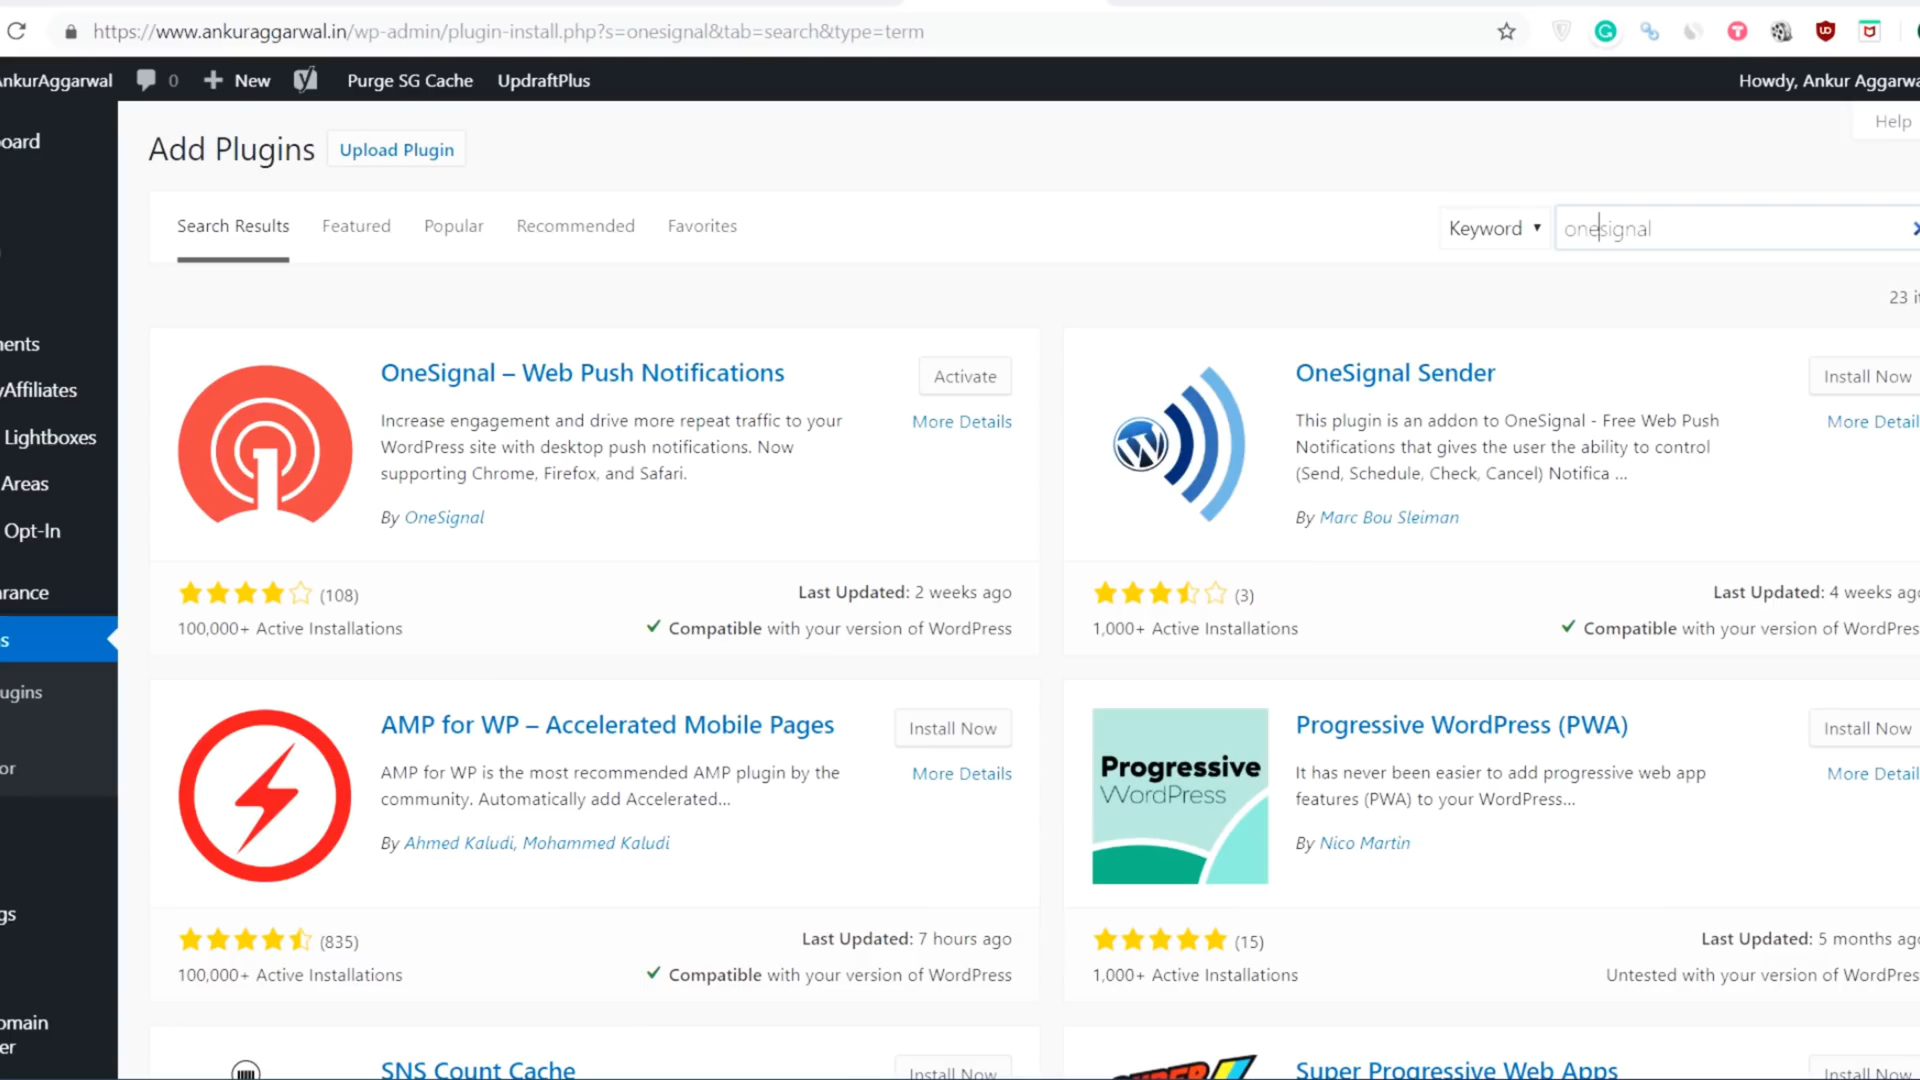 https://www.ankuraggarwal.in/wp-admin/plugin-install.php?s=onesignal&tab=search&type=term
AnkurAggarwal 0 New Purge SG Cache UpdraftPlus Howdy, Ankur Aggarwa
Help
oard
ments
yAffiliates
Lightboxes
Areas
Opt-In
arance
s
ugins
or
gs
omain
er
Add Plugins Upload Plugin
Search Results Featured Popular Recommended Favorites Keyword onesignal
23 it
OneSignal – Web Push Notifications
Activate
More Details
Increase engagement and drive more repeat traffic to your
WordPress site with desktop push notifications. Now
supporting Chrome, Firefox, and Safari.
By OneSignal
(108)
100,000+ Active Installations
Last Updated: 2 weeks ago
Compatible with your version of WordPress
OneSignal Sender
Install Now
More Detail
This plugin is an addon to OneSignal - Free Web Push
Notifications that gives the user the ability to control
(Send, Schedule, Check, Cancel) Notifica ...
By Marc Bou Sleiman
(3)
1,000+ Active Installations
Last Updated: 4 weeks ago
Compatible with your version of WordPres
AMP for WP – Accelerated Mobile Pages
Install Now
More Details
AMP for WP is the most recommended AMP plugin by the
community. Automatically add Accelerated...
By Ahmed Kaludi, Mohammed Kaludi
(835)
100,000+ Active Installations
Last Updated: 7 hours ago
Compatible with your version of WordPress
Progressive
WordPress
Progressive WordPress (PWA)
Install Now
More Detail
It has never been easier to add progressive web app
features (PWA) to your WordPress...
By Nico Martin
(15)
1,000+ Active Installations
Last Updated: 5 months ago
Untested with your version of WordPres
SNS Count Cache
Install Now
SUPER
Super Progressive Web Apps
Install Now